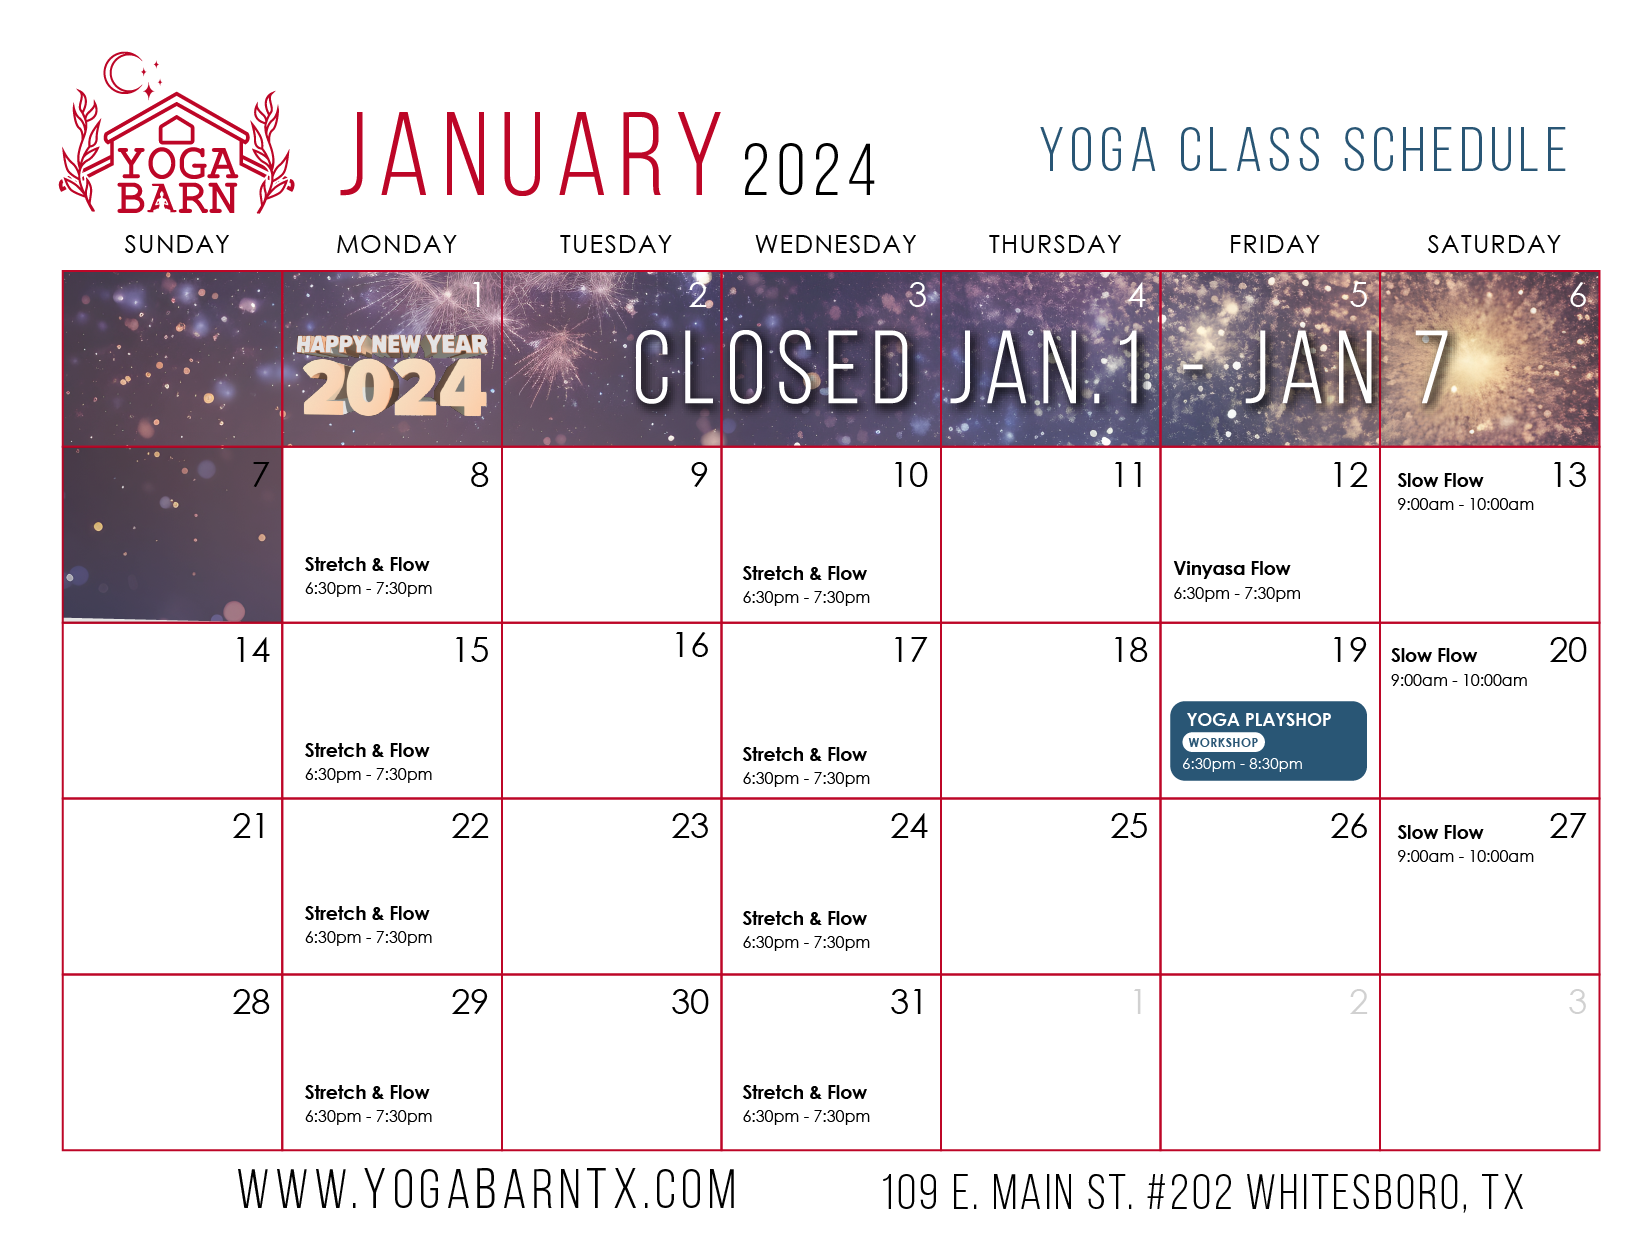 YOGA
BARN
JANUARY 2024
YOGA CLASS SCHEDULE
SUNDAY MONDAY TUESDAY WEDNESDAY THURSDAY FRIDAY SATURDAY
1 2 3 4 5 6
HAPPY NEW YEAR
2024
CLOSED JAN.1 - JAN 7
7 8 9 10 11 12 13
Slow Flow
9:00am - 10:00am
Stretch & Flow
6:30pm - 7:30pm
Stretch & Flow
6:30pm - 7:30pm
Vinyasa Flow
6:30pm - 7:30pm
14 15 16 17 18 19 20
Slow Flow
9:00am - 10:00am
Stretch & Flow
6:30pm - 7:30pm
Stretch & Flow
6:30pm - 7:30pm
YOGA PLAYSHOP
WORKSHOP
6:30pm - 8:30pm
21 22 23 24 25 26 27
Slow Flow
9:00am - 10:00am
Stretch & Flow
6:30pm - 7:30pm
Stretch & Flow
6:30pm - 7:30pm
28 29 30 31 1 2 3
Stretch & Flow
6:30pm - 7:30pm
Stretch & Flow
6:30pm - 7:30pm
WWW.YOGABARNTX.COM
109 E. MAIN ST. #202 WHITESBORO, TX